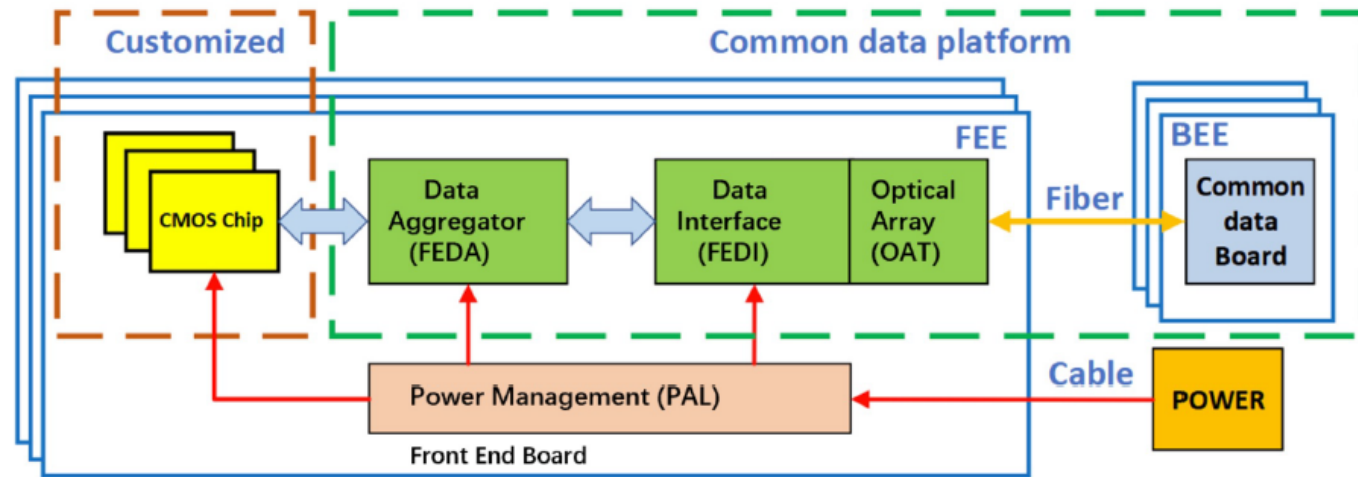 Customized
Common data platform
FEE
BEE
CMOS Chip
Data
Aggregator
(FEDA)
Data
Interface
(FEDI)
Optical
Array
(OAT)
Fiber
Common
data
Board
Power Management (PAL)
Cable
POWER
Front End Board